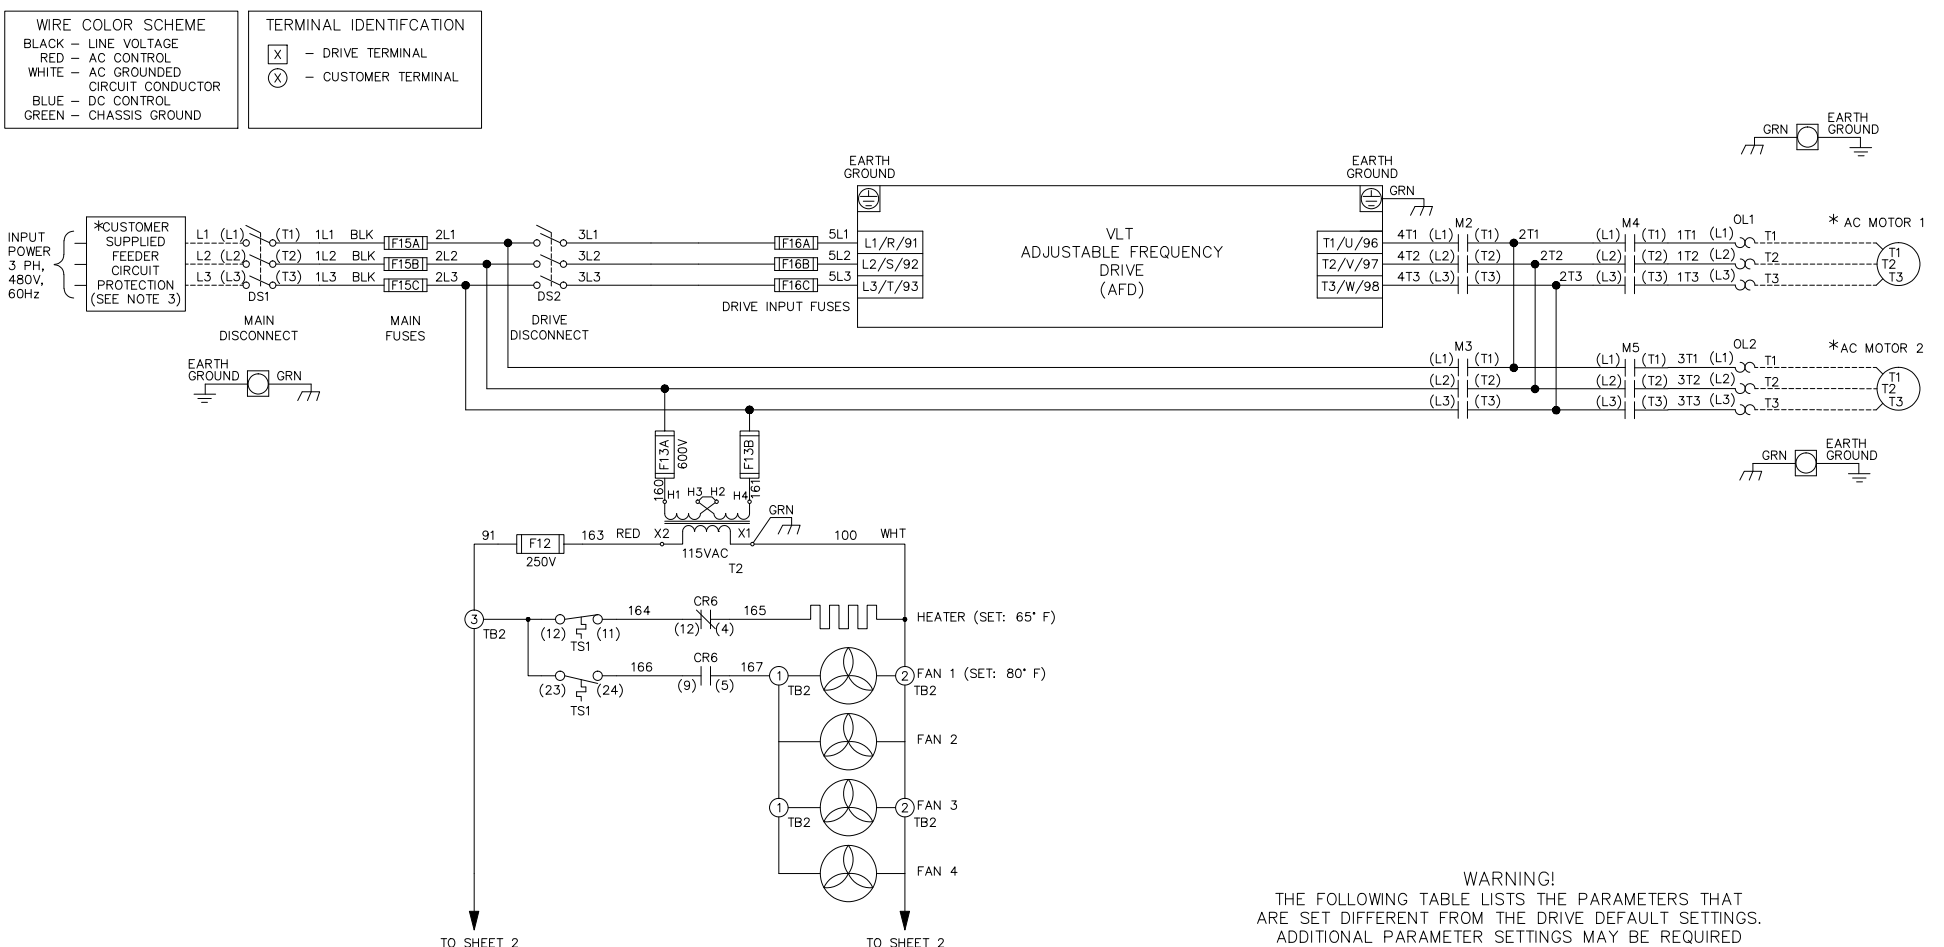 WIRE COLOR SCHEME
BLACK – LINE VOLTAGE
RED – AC CONTROL
WHITE – AC GROUNDED
CIRCUIT CONDUCTOR
BLUE – DC CONTROL
GREEN – CHASSIS GROUND
TERMINAL IDENTIFCATION
X – DRIVE TERMINAL
X – CUSTOMER TERMINAL
GRN
EARTH
GROUND
INPUT
POWER
3 PH,
480V,
60Hz
*CUSTOMER
SUPPLIED
FEEDER
CIRCUIT
PROTECTION
(SEE NOTE 3)
L1 (L1) (T1) 1L1 BLK F15A 2L1 3L1 F16A 5L1 L1/R/91
L2 (L2) (T2) 1L2 BLK F15B 2L2 3L2 F16B 5L2 L2/S/92
L3 (L3) (T3) 1L3 BLK F15C 2L3 3L3 F16C 5L3 L3/T/93
DS1
MAIN
DISCONNECT
MAIN
FUSES
DS2
DRIVE
DISCONNECT
DRIVE INPUT FUSES
EARTH
GROUND
VLT
ADJUSTABLE FREQUENCY
DRIVE
(AFD)
EARTH
GROUND
GRN
M2 M4 OL1 * AC MOTOR 1
T1/U/96 4T1 (L1) (T1) 2T1 (L1) (T1) 1T1 (L1) T1
T2/V/97 4T2 (L2) (T2) 2T2 (L2) (T2) 1T2 (L2) T2
T3/W/98 4T3 (L3) (T3) 2T3 (L3) (T3) 1T3 (L3) T3
T1
T2
T3
EARTH
GROUND GRN
M3 M5 OL2 *AC MOTOR 2
(L1) (T1) (L1) (T1) 3T1 (L1) T1
(L2) (T2) (L2) (T2) 3T2 (L2) T2
(L3) (T3) (L3) (T3) 3T3 (L3) T3
T1
T2
T3
GRN
EARTH
GROUND
F13A
600V
F13B
160
161
H1 H3 H2 H4
GRN
91 F12 163 RED X2 X1 100 WHT
250V
115VAC
T2
3
TB2
(12) (11)
TS1
164
CR6
(12) (4)
165
HEATER (SET: 65° F)
(23) (24)
TS1
166
CR6
(9) (5)
167
1
TB2
2
TB2
FAN 1 (SET: 80° F)
FAN 2
1
TB2
2
TB2
FAN 3
FAN 4
TO SHEET 2
TO SHEET 2
WARNING!
THE FOLLOWING TABLE LISTS THE PARAMETERS THAT
ARE SET DIFFERENT FROM THE DRIVE DEFAULT SETTINGS.
ADDITIONAL PARAMETER SETTINGS MAY BE REQUIRED